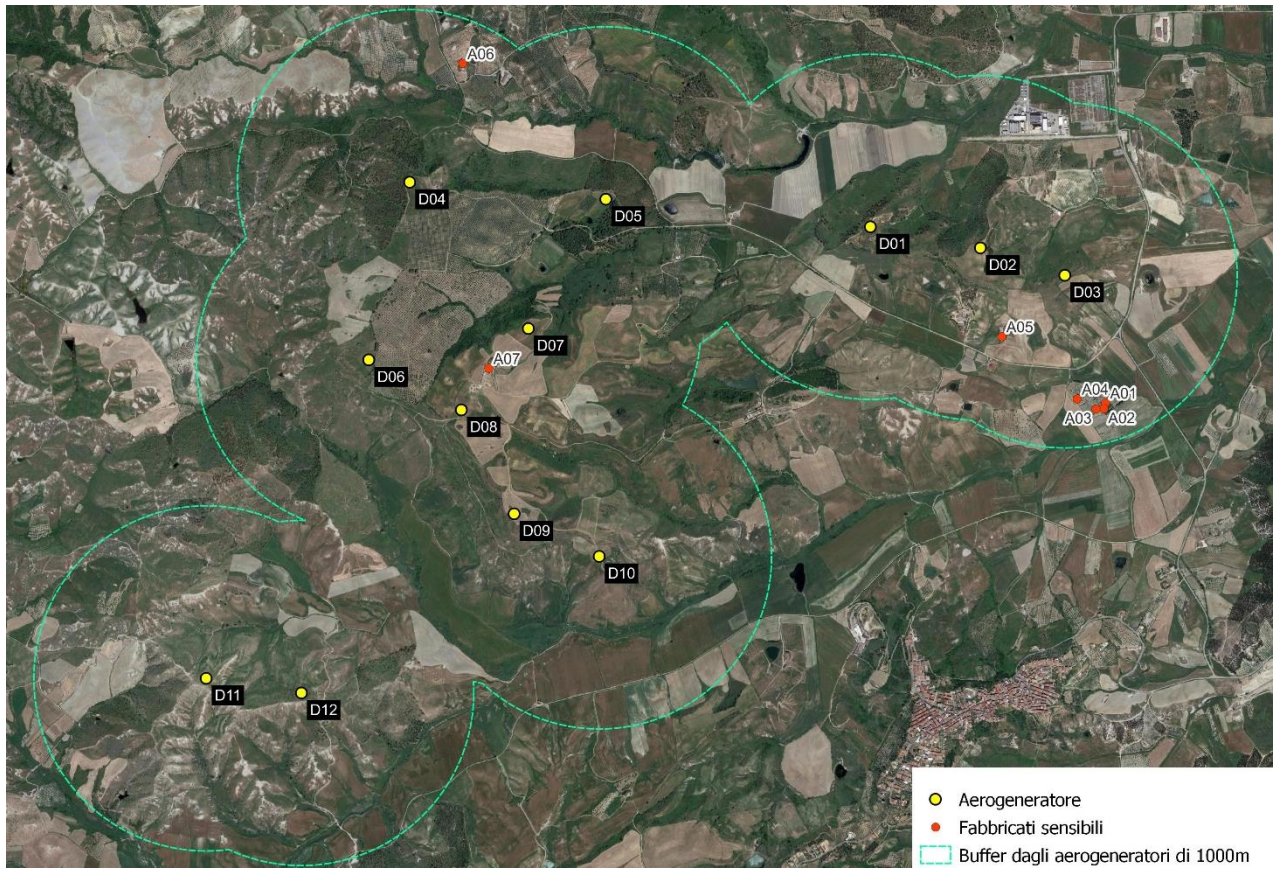 A06
D04
D05
D01
D02
D03
D07
A05
A07
D06
A04
A01
D08
A03
A02
D09
D10
D11
D12
Aerogeneratore
Fabbricati sensibili
Buffer dagli aerogeneratori di 1000m